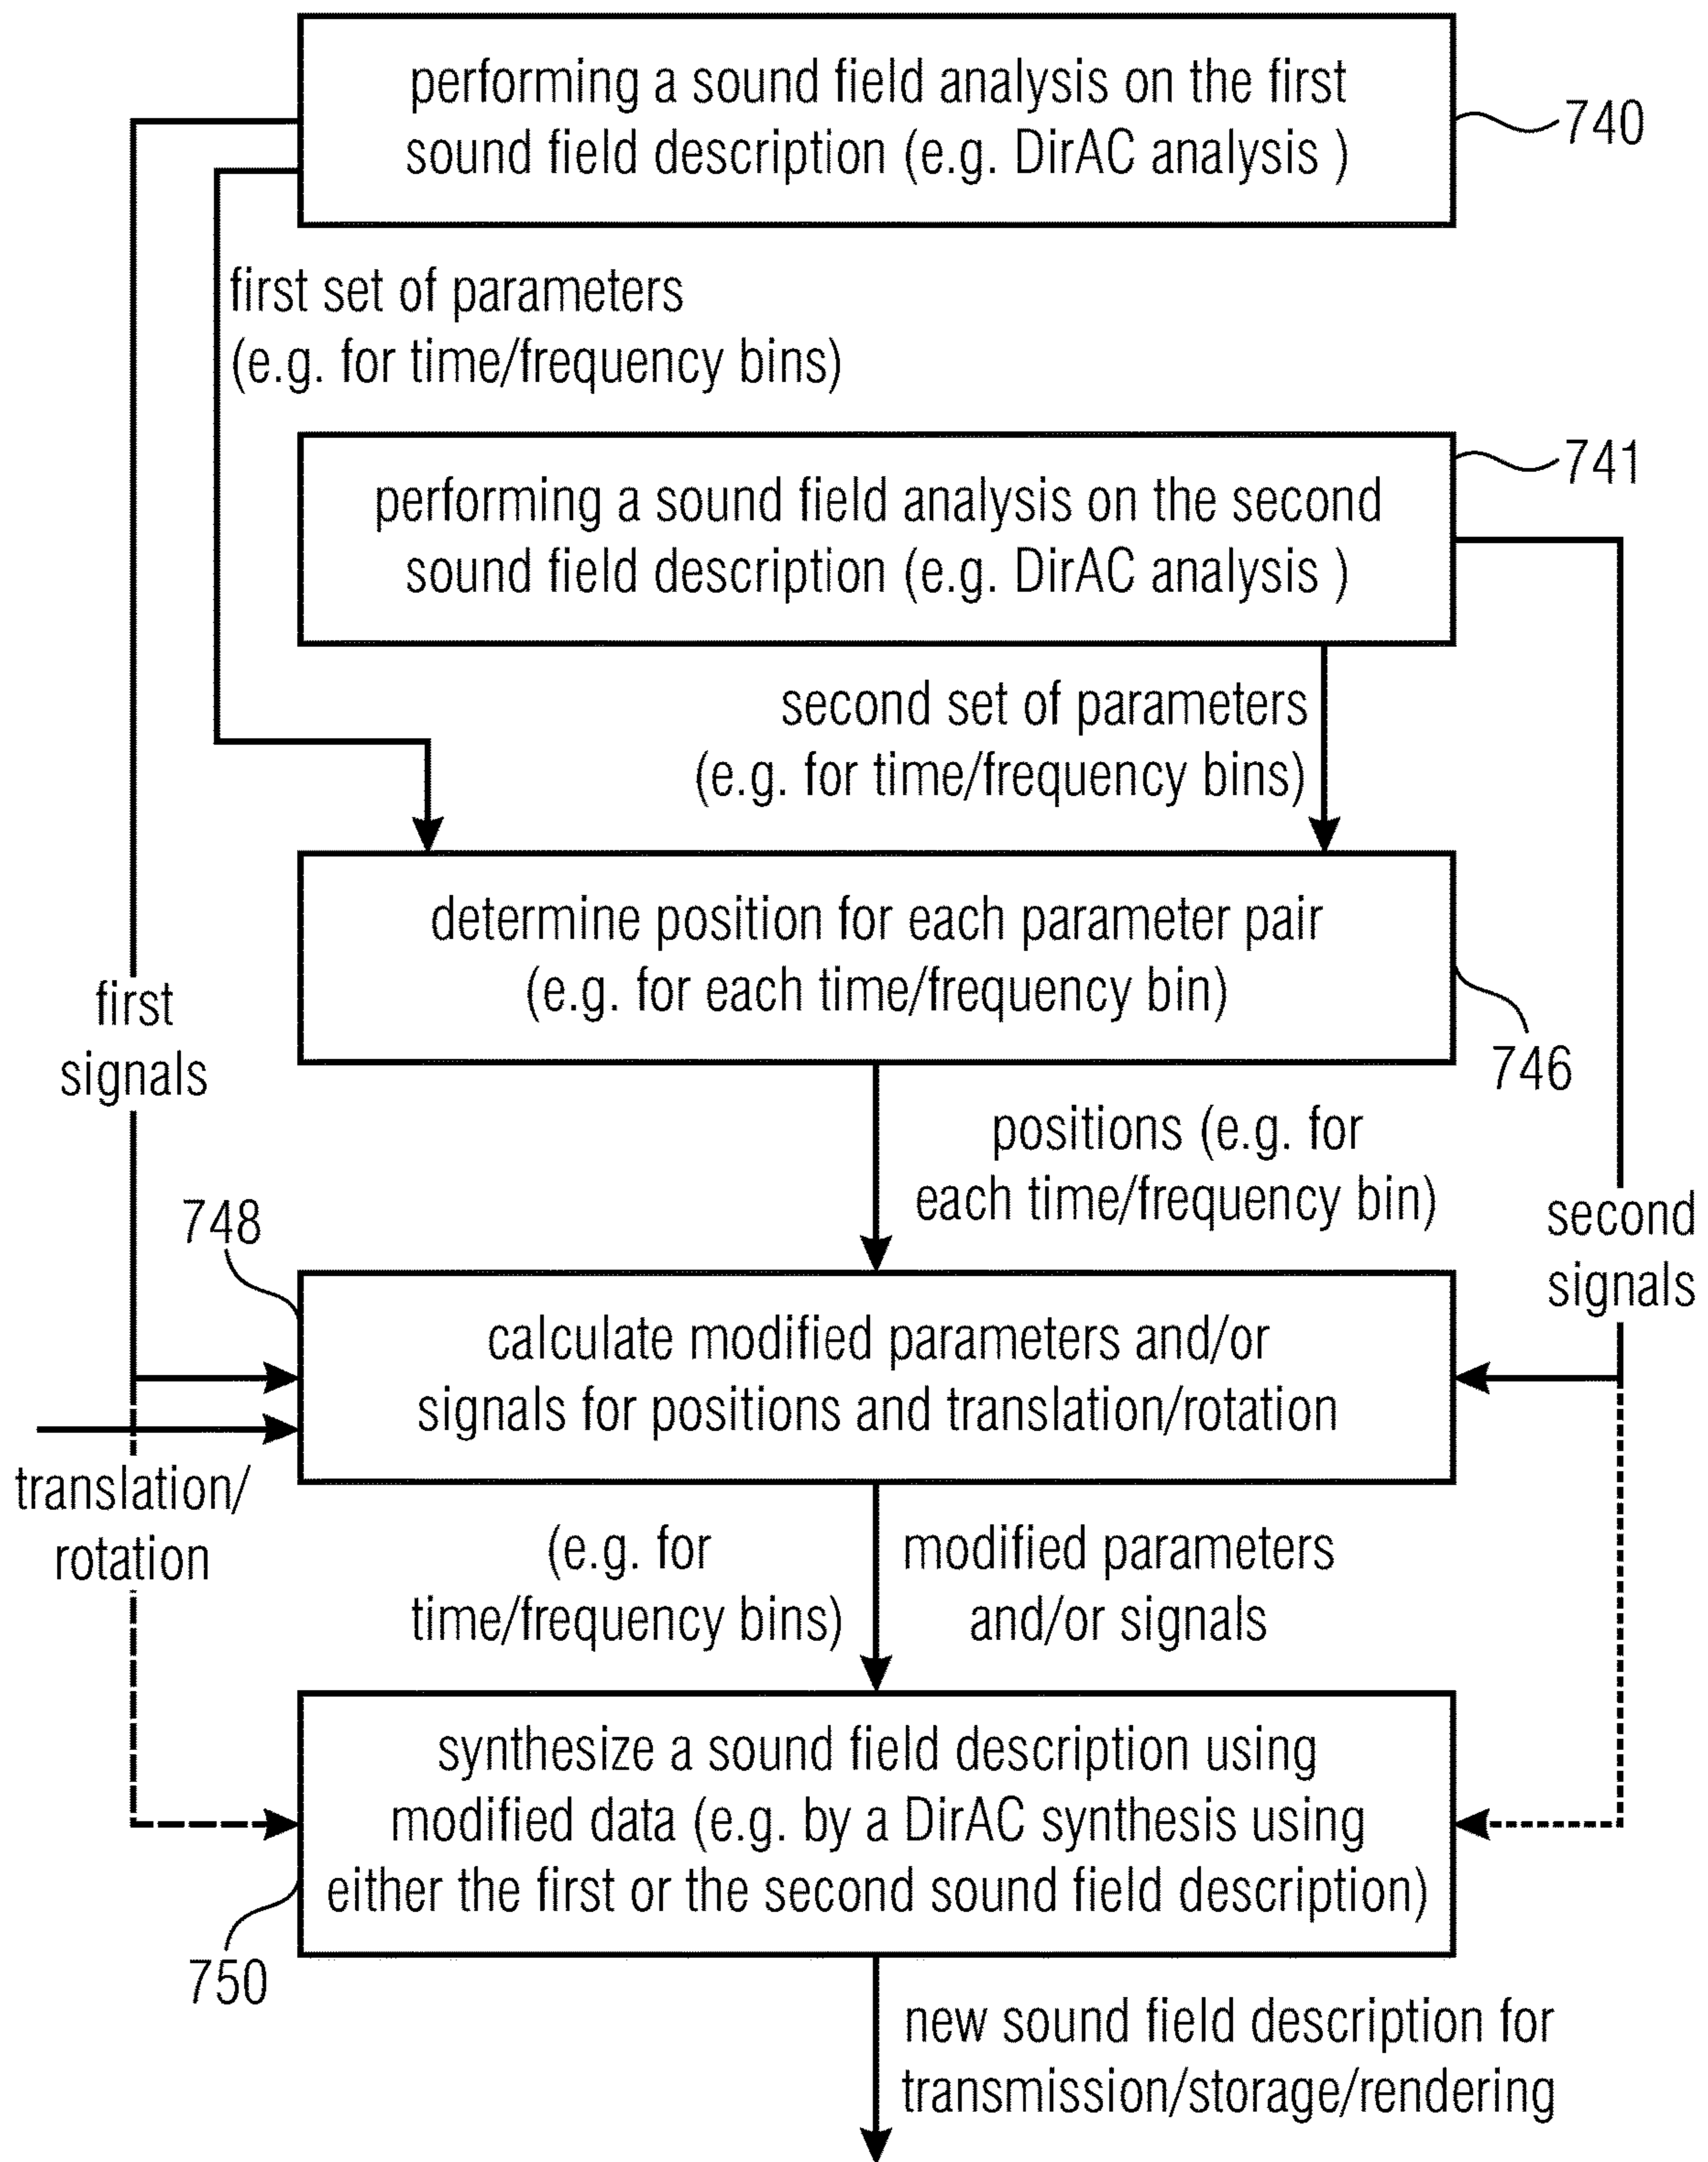 performing a sound field analysis on the first
sound field description (e.g. DirAC analysis )
740
first set of parameters
(e.g. for time/frequency bins)
741
performing a sound field analysis on the second
sound field description (e.g. DirAC analysis )
second set of parameters
(e.g. for time/frequency bins)
determine position for each parameter pair
(e.g. for each time/frequency bin)
746
first
signals
positions (e.g. for
each time/frequency bin)
748
second
signals
calculate modified parameters and/or
signals for positions and translation/rotation
translation/
rotation
(e.g. for
time/frequency bins)
modified parameters
and/or signals
synthesize a sound field description using
modified data (e.g. by a DirAC synthesis using
either the first or the second sound field description)
750
new sound field description for
transmission/storage/rendering